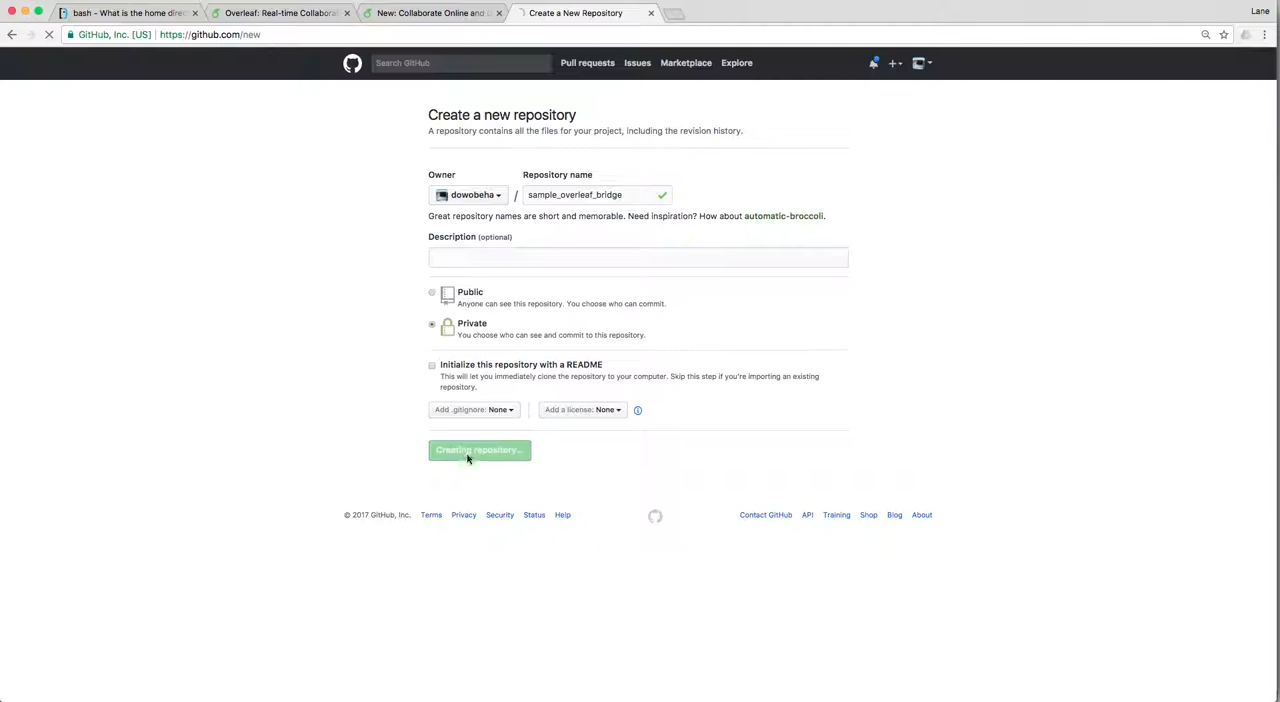 bash - What is the home direc
Overleaf: Real-time Collabora
New: Collaborate Online and O
Create a New Repository
Lane
GitHub, Inc. [US] | https://github.com/new
Search GitHub
Pull requests
Issues
Marketplace
Explore
Create a new repository
A repository contains all the files for your project, including the revision history.
Owner
Repository name
dowobeha / sample_overleaf_bridge
Great repository names are short and memorable. Need inspiration? How about automatic-broccoli.
Description (optional)
Public
Anyone can see this repository. You choose who can commit.
Private
You choose who can see and commit to this repository.
Initialize this repository with a README
This will let you immediately clone the repository to your computer. Skip this step if you're importing an existing
repository.
Add .gitignore: None
Add a license: None
Creating repository...
© 2017 GitHub, Inc.
Terms
Privacy
Security
Status
Help
Contact GitHub
API
Training
Shop
Blog
About